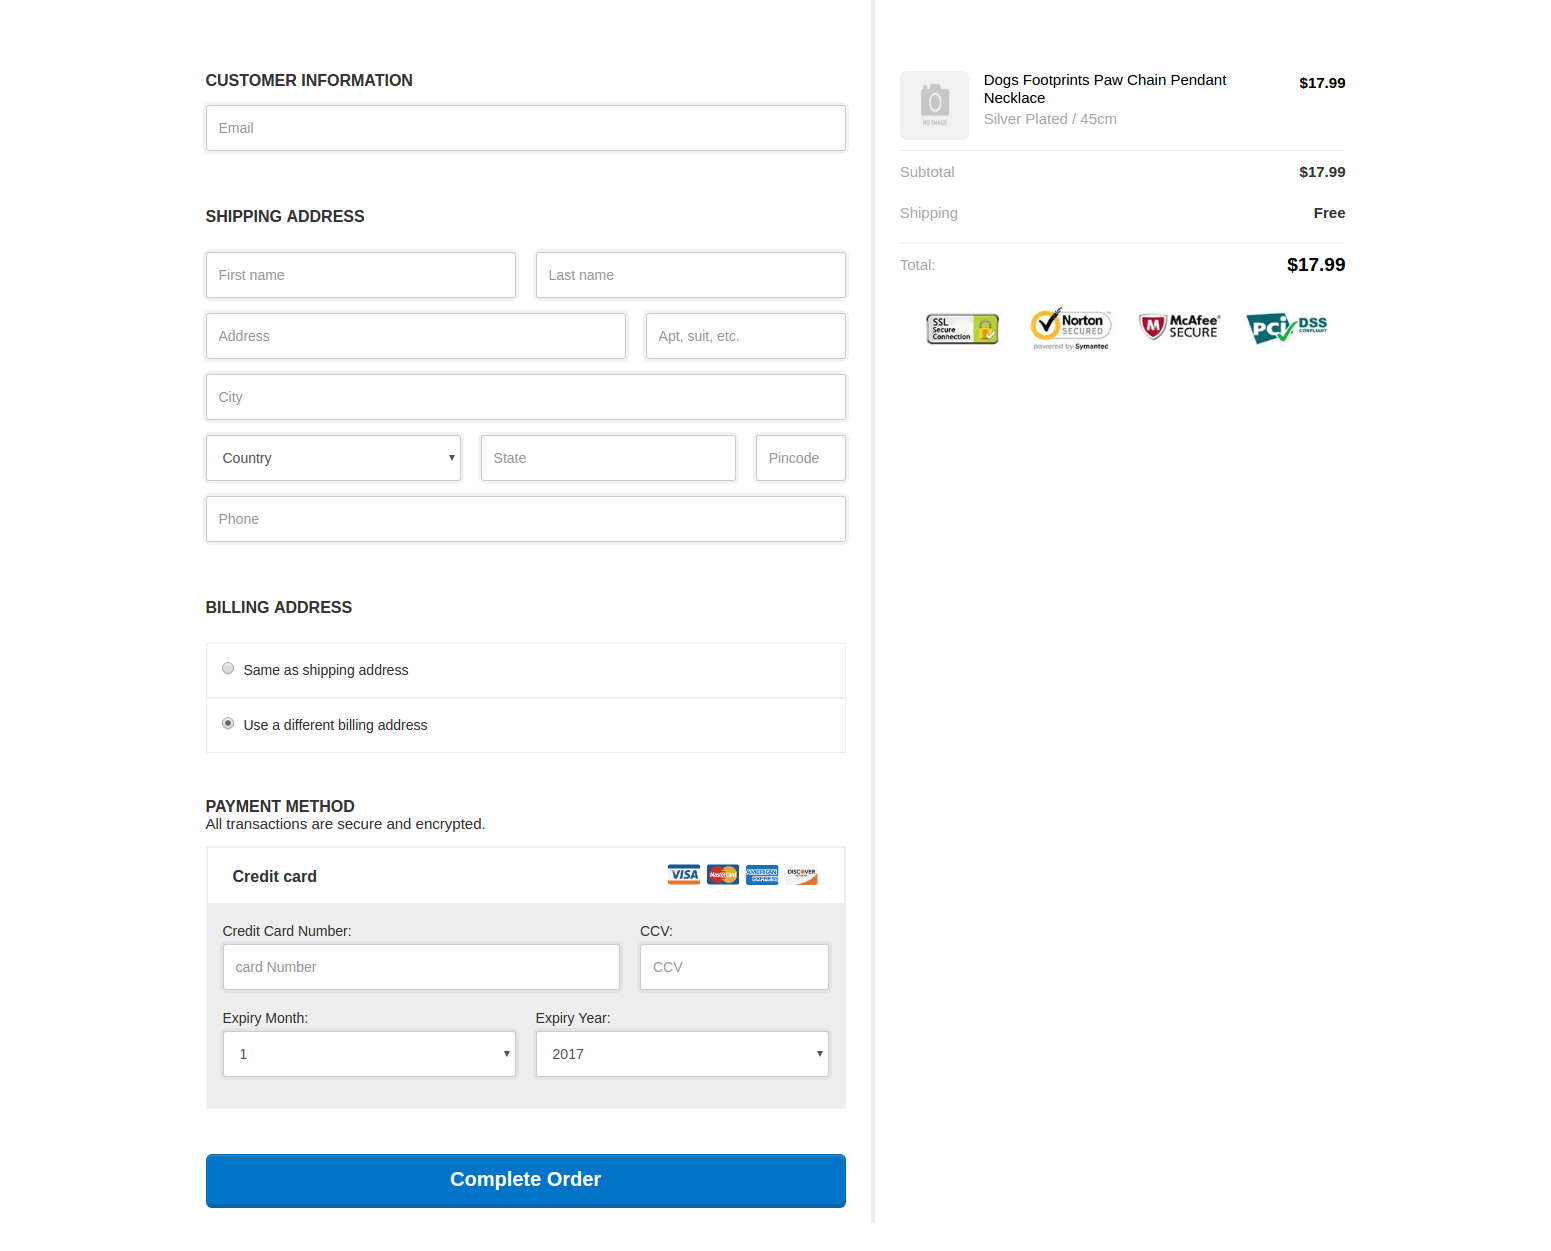 CUSTOMER INFORMATION
Email
SHIPPING ADDRESS
First name
Last name
Address
Apt, suit, etc.
City
Country
State
Pincode
Phone
BILLING ADDRESS
Same as shipping address
Use a different billing address
PAYMENT METHOD
All transactions are secure and encrypted.
Credit card
VISA
MasterCard
AMERICAN
EXPRESS
DISCOVER
Credit Card Number:
CCV:
card Number
CCV
Expiry Month:
Expiry Year:
1
2017
Complete Order
NO IMAGE
Dogs Footprints Paw Chain Pendant
Necklace
$17.99
Silver Plated / 45cm
Subtotal
$17.99
Shipping
Free
Total:
$17.99
SSL
Secure
Connection
Norton
SECURED
powered by Symantec
M
McAfee
SECURE
PCI
DSS
COMPLIANT